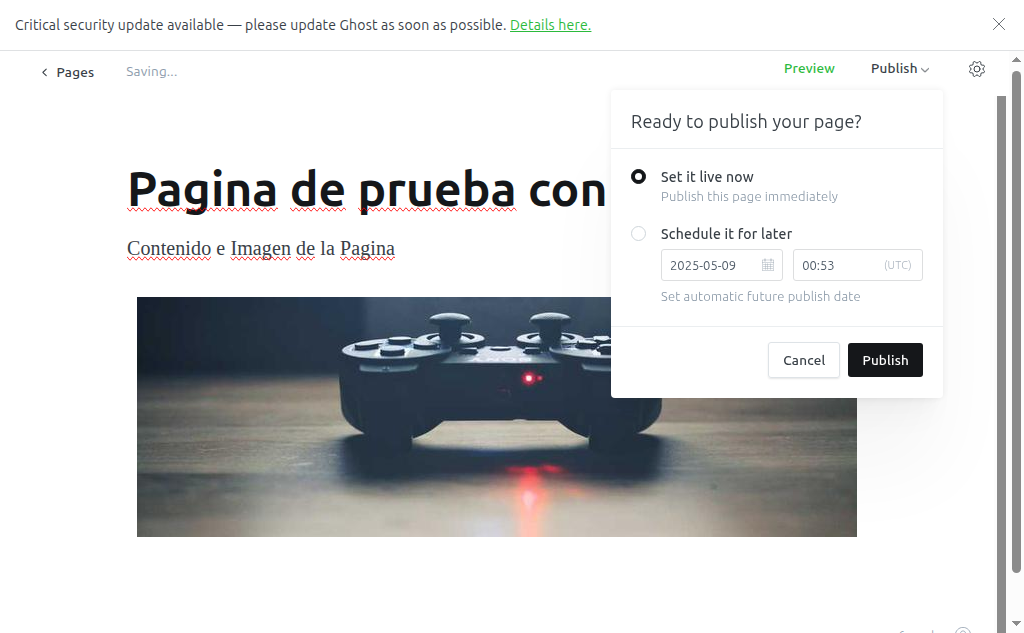 Critical security update available — please update Ghost as soon as possible. Details here.
Pages
Saving...
Preview
Publish
Ready to publish your page?
Set it live now
Publish this page immediately
Schedule it for later
2025-05-09
00:53
(UTC)
Set automatic future publish date
Cancel
Publish
Pagina de prueba con
Contenido e Imagen de la Pagina
SONY